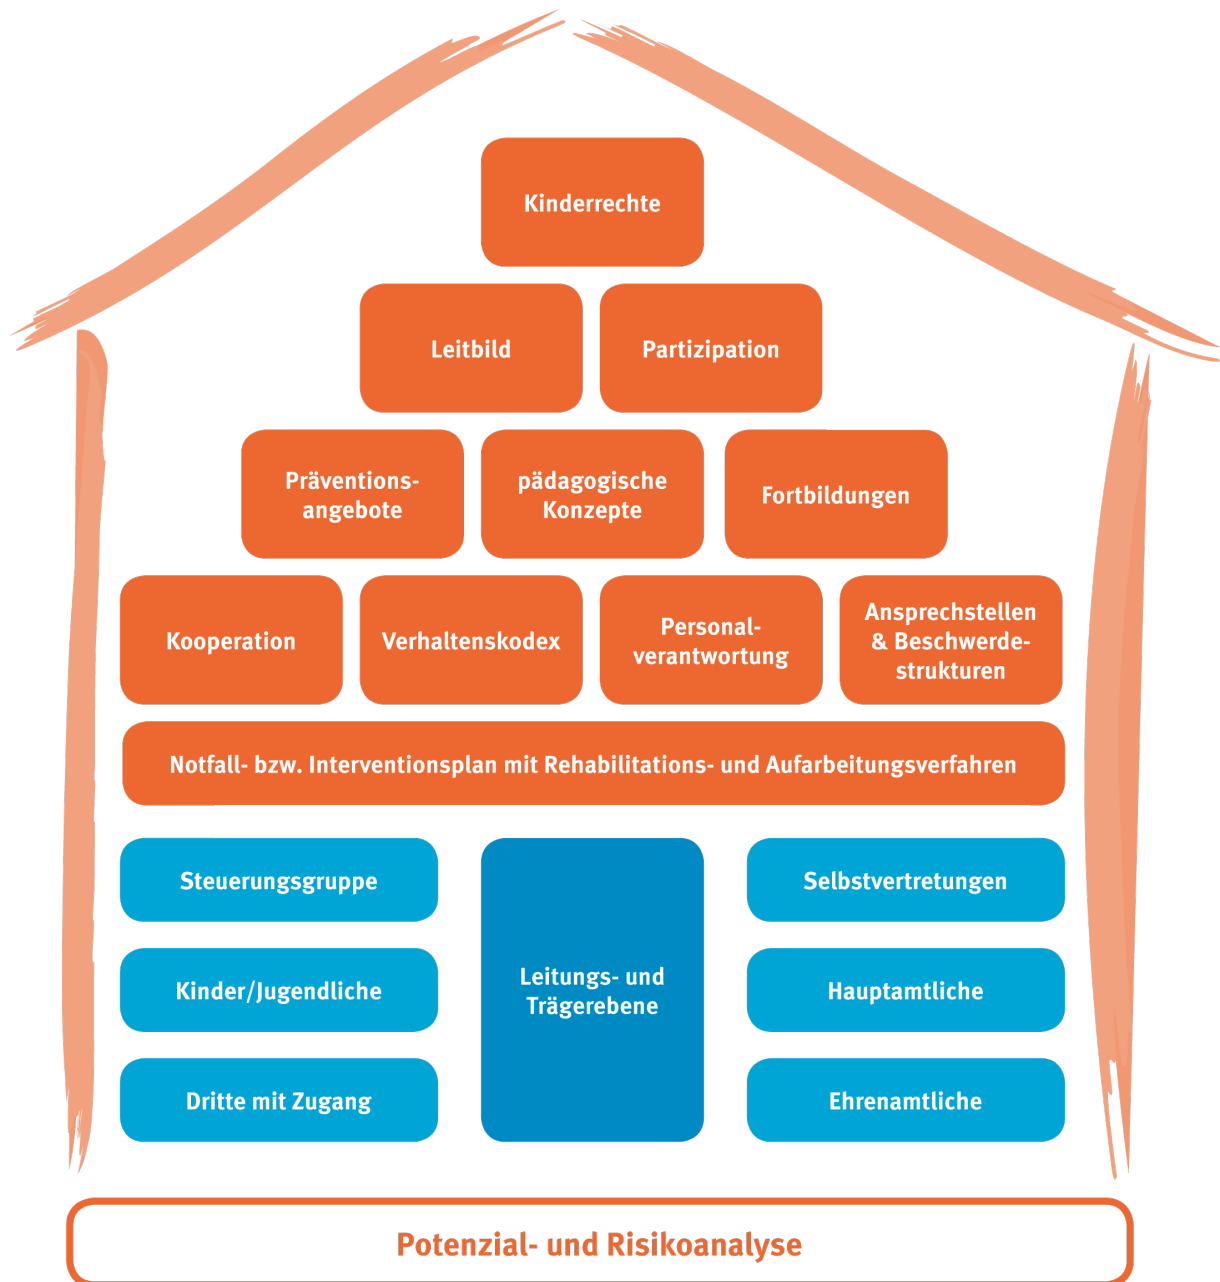 Kinderrechte
Leitbild
Partizipation
Präventions-
angebote
pädagogische
Konzepte
Fortbildungen
Kooperation
Verhaltenskodex
Personal-
verantwortung
Ansprechstellen
& Beschwerde-
strukturen
Notfall- bzw. Interventionsplan mit Rehabilitations- und Aufarbeitungsverfahren
Steuerungsgruppe
Kinder/Jugendliche
Dritte mit Zugang
Leitungs- und
Trägerebene
Selbstvertretungen
Hauptamtliche
Ehrenamtliche
Potenzial- und Risikoanalyse